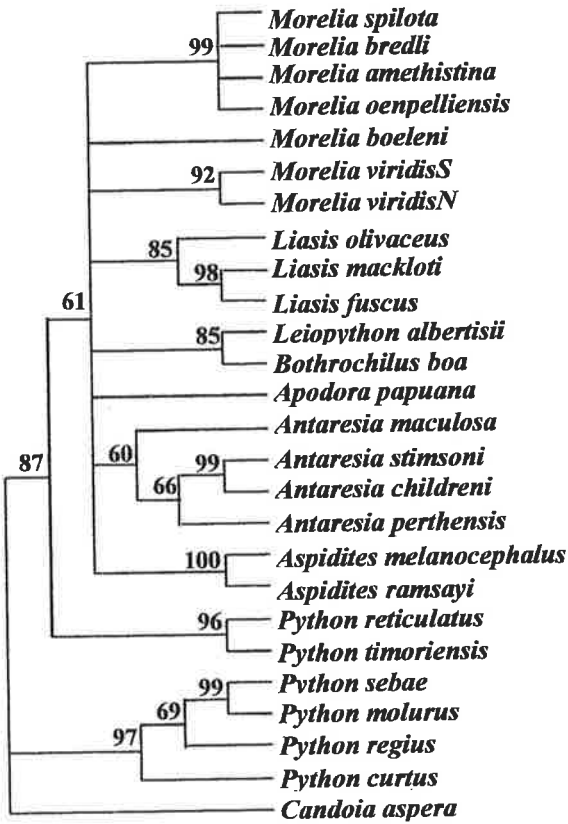 Morelia spilota
99
Morelia bredli
Morelia amethistina
Morelia oenpelliensis
Morelia boeleni
Morelia viridisS
92
Morelia viridisN
Liasis olivaceus
85
Liasis mackloti
98
Liasis fuscus
61
Leiopython albertisii
85
Bothrochilus boa
Apodora papuana
Antaresia maculosa
60
Antaresia stimsoni
99
87
66
Antaresia childreni
Antaresia perthensis
Aspidites melanocephalus
100
Aspidites ramsayi
Python reticulatus
96
Python timoriensis
Python sebae
99
Python molurus
69
Python regius
97
Python curtus
Candoia aspera